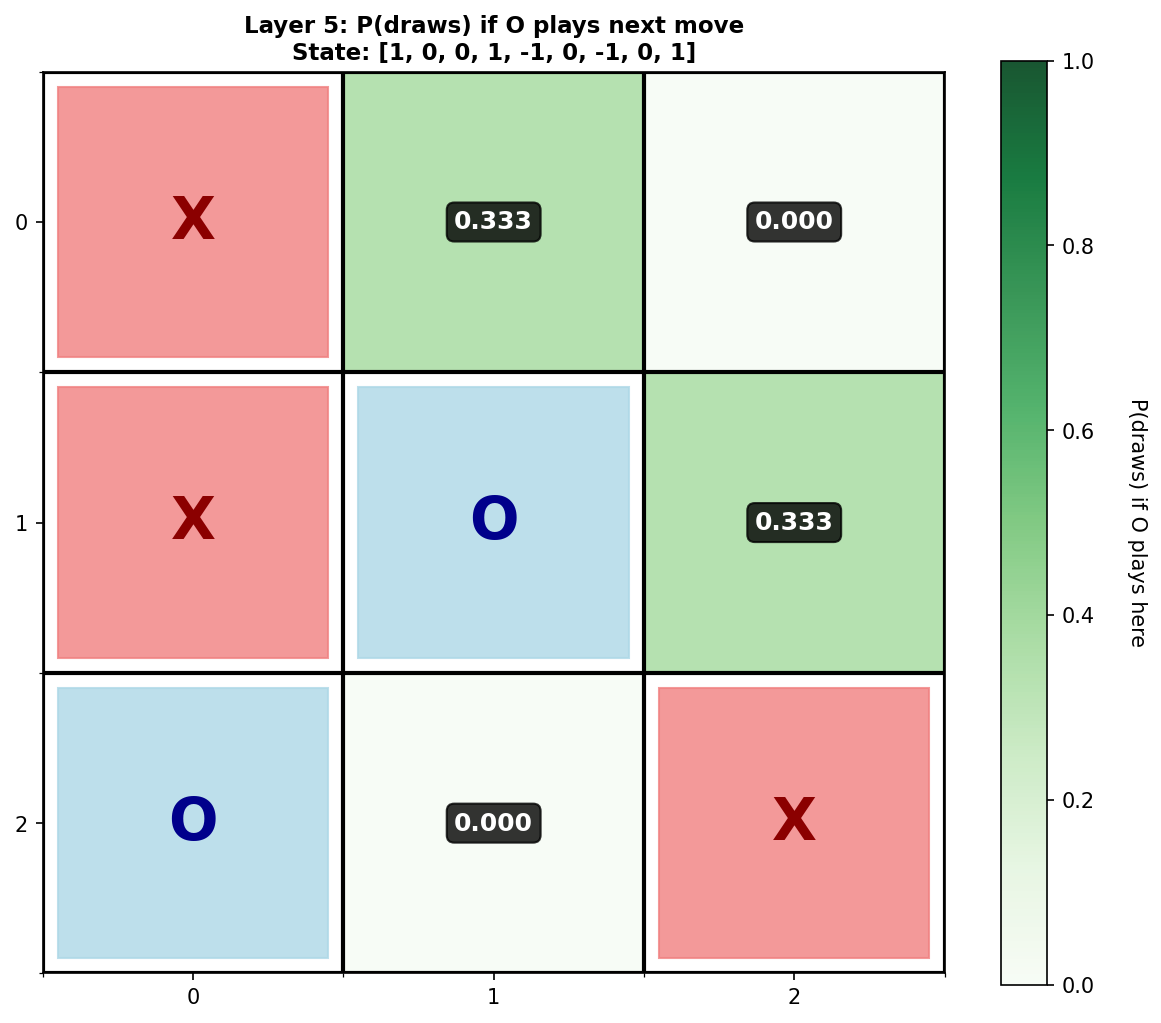 Layer 5: P(draws) if O plays next move
State: [1, 0, 0, 1, -1, 0, -1, 0, 1]
0
X
0.333
0.000
1
X
O
0.333
2
O
0.000
X
0
1
2
1.0
0.8
0.6
0.4
0.2
0.0
P(draws) if O plays here